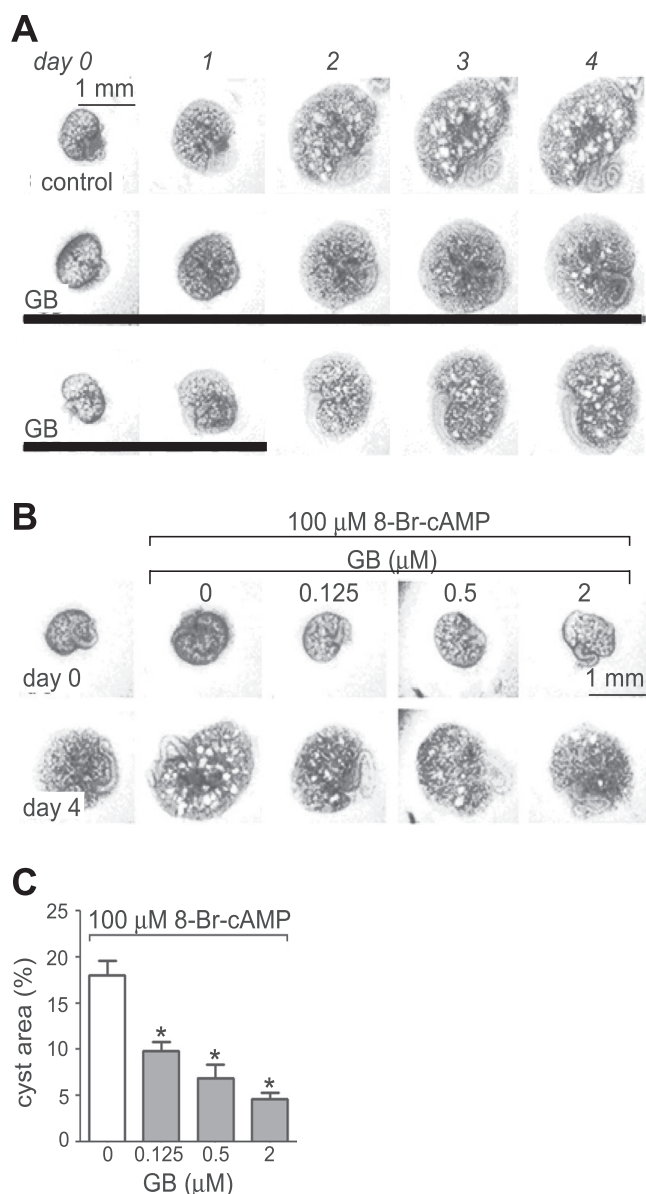 A
day 0 1 2 3 4
1 mm
control
GB
GB
B
100 μM 8-Br-cAMP
GB (μM)
0 0.125 0.5 2
day 0
1 mm
day 4
C
25
100 μM 8-Br-cAMP
20
15
10
5
0
cyst area (%)
* * *
0 0.125 0.5 2
GB (μM)